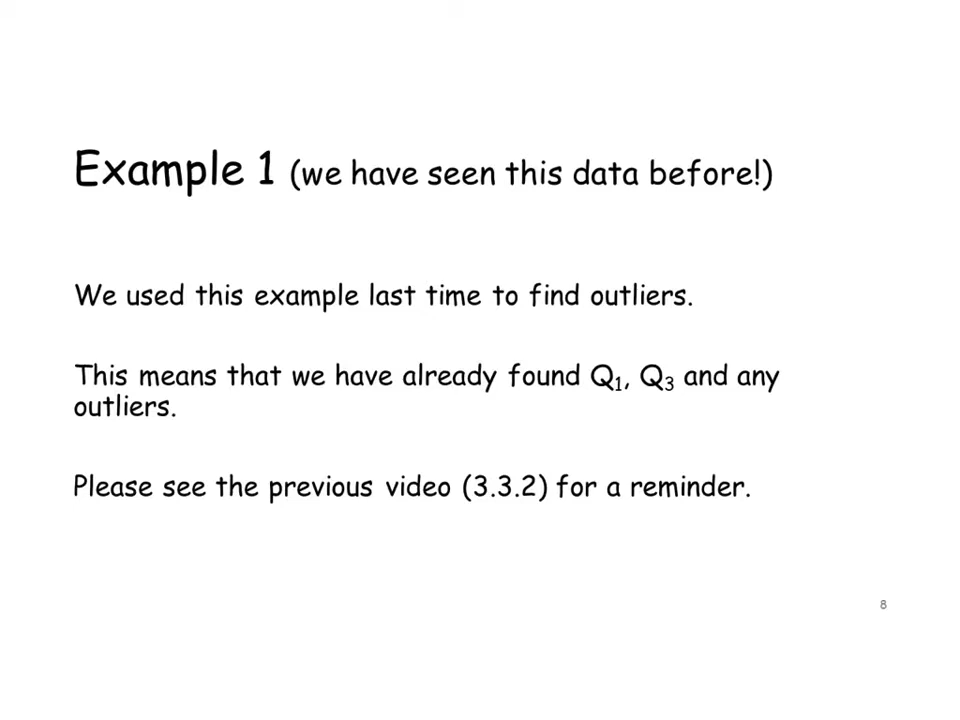 Example 1 (we have seen this data before!)
We used this example last time to find outliers.
This means that we have already found Q₁, Q₃ and any
outliers.
Please see the previous video (3.3.2) for a reminder.
8